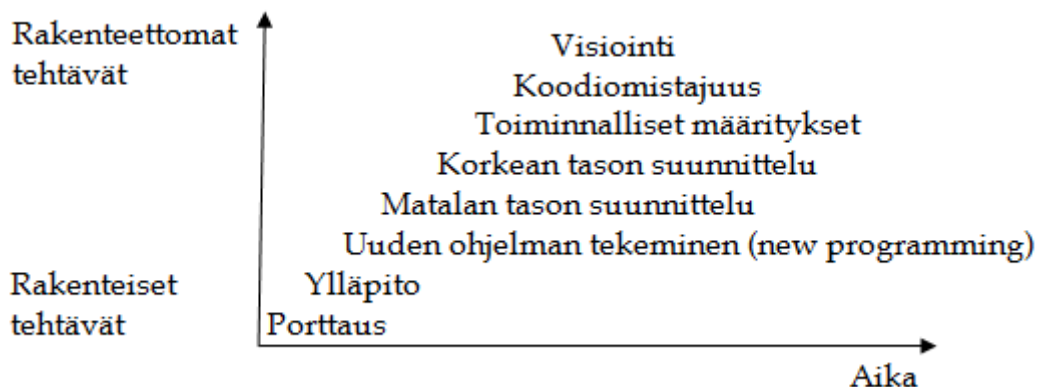 Rakenteettomat
tehtävät
Visiointi
Koodiomistajuus
Toiminnalliset määritykset
Korkean tason suunnittelu
Matalan tason suunnittelu
Uuden ohjelman tekeminen (new programming)
Rakenteiset
tehtävät
Ylläpito
Porttaus
Aika